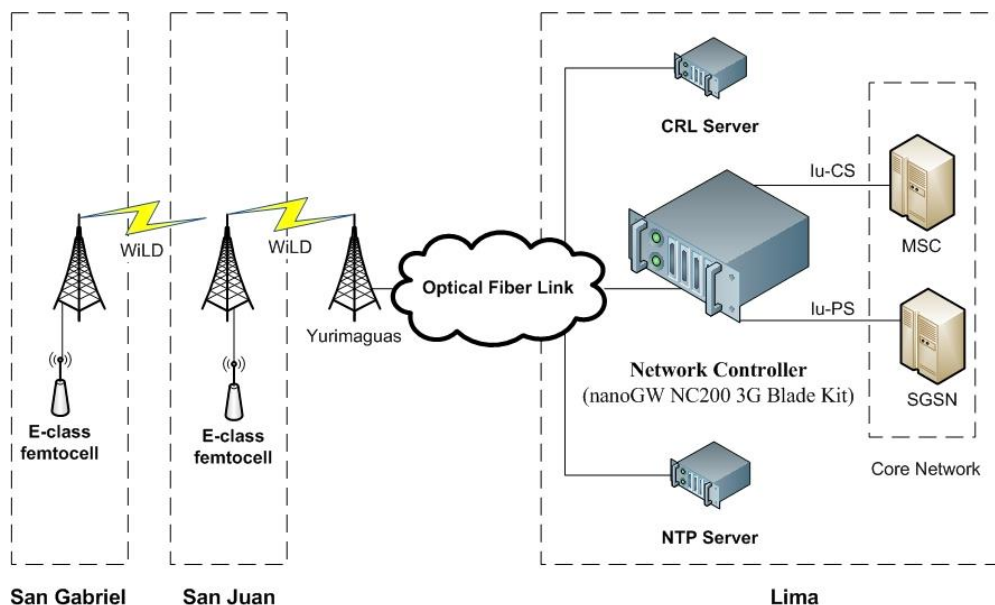 CRL Server
Iu-CS
MSC
WiLD
WiLD
Optical Fiber Link
Yurimaguas
Iu-PS
Network Controller
(nanoGW NC200 3G Blade Kit)
SGSN
E-class
femtocell
E-class
femtocell
Core Network
NTP Server
San Gabriel
San Juan
Lima